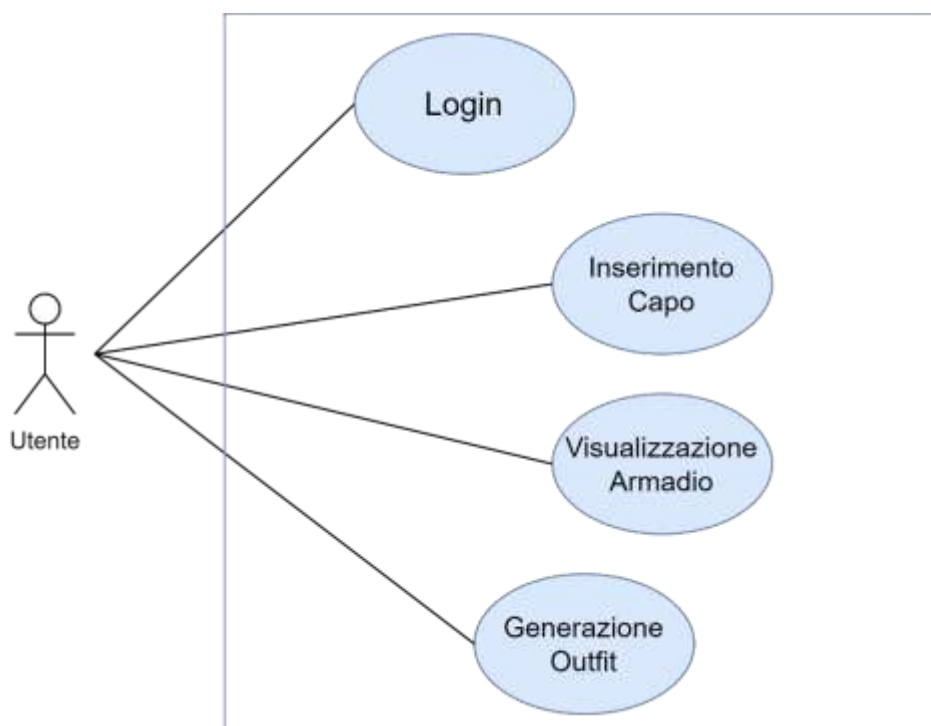 Login
Inserimento
Capo
Utente
Visualizzazione
Armadio
Generazione
Outfit